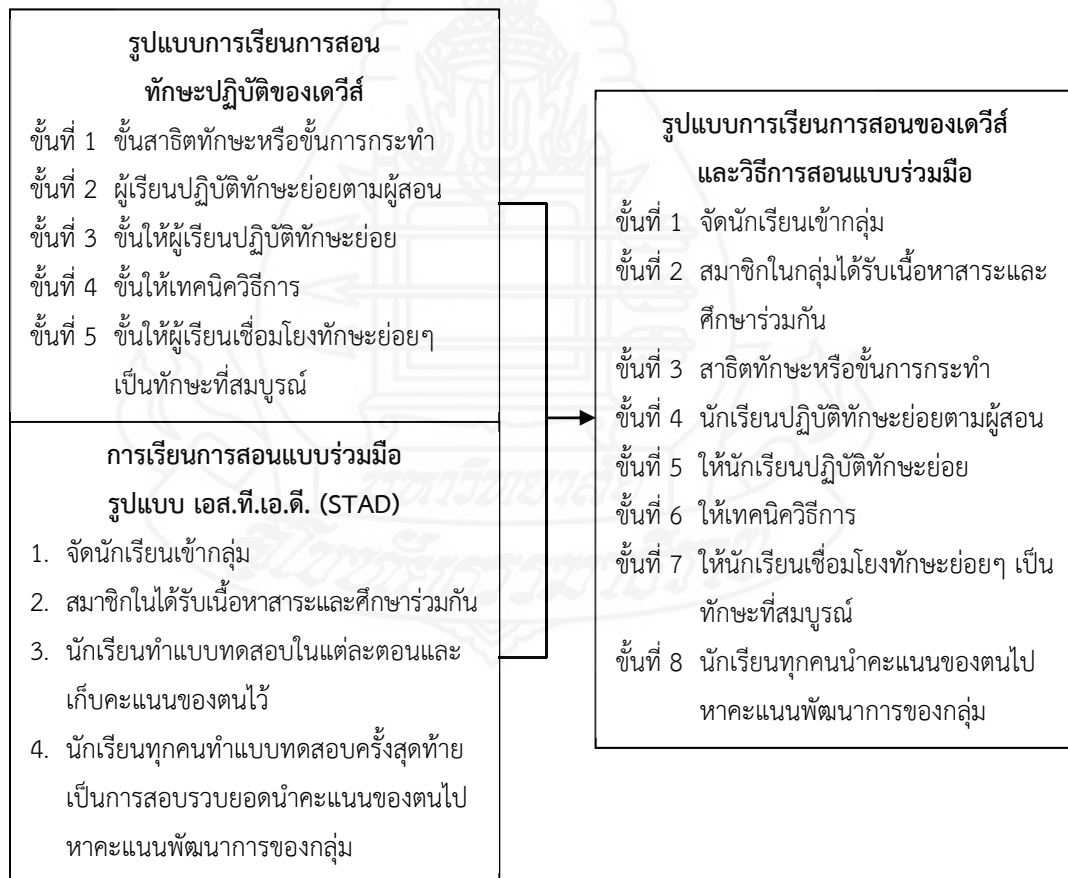 รูปแบบการเรียนการสอน
ทักษะปฏิบัติของเดวีส์
ขั้นที่ 1 ขั้นสาธิตทักษะหรือขั้นการกระทำ
ขั้นที่ 2 ผู้เรียนปฏิบัติทักษะย่อยตามผู้สอน
ขั้นที่ 3 ขั้นให้ผู้เรียนปฏิบัติทักษะย่อย
ขั้นที่ 4 ขั้นให้เทคนิควิธีการ
ขั้นที่ 5 ขั้นให้ผู้เรียนเชื่อมโยงทักษะย่อยๆ
เป็นทักษะที่สมบูรณ์
การเรียนการสอนแบบร่วมมือ
รูปแบบ เอส.ที.เอ.ดี. (STAD)
1. จัดนักเรียนเข้ากลุ่ม
2. สมาชิกในได้รับเนื้อหาสาระและศึกษาร่วมกัน
3. นักเรียนทำแบบทดสอบในแต่ละตอนและ
เก็บคะแนนของตนไว้
4. นักเรียนทุกคนทำแบบทดสอบครั้งสุดท้าย
เป็นการสอบรวบยอดนำคะแนนของตนไป
หาคะแนนพัฒนาการของกลุ่ม
รูปแบบการเรียนการสอนของเดวีส์
และวิธีการสอนแบบร่วมมือ
ขั้นที่ 1 จัดนักเรียนเข้ากลุ่ม
ขั้นที่ 2 สมาชิกในกลุ่มได้รับเนื้อหาสาระและ
ศึกษาร่วมกัน
ขั้นที่ 3 สาธิตทักษะหรือขั้นการกระทำ
ขั้นที่ 4 นักเรียนปฏิบัติทักษะย่อยตามผู้สอน
ขั้นที่ 5 ให้นักเรียนปฏิบัติทักษะย่อย
ขั้นที่ 6 ให้เทคนิควิธีการ
ขั้นที่ 7 ให้นักเรียนเชื่อมโยงทักษะย่อยๆ เป็น
ทักษะที่สมบูรณ์
ขั้นที่ 8 นักเรียนทุกคนนำคะแนนของตนไป
หาคะแนนพัฒนาการของกลุ่ม